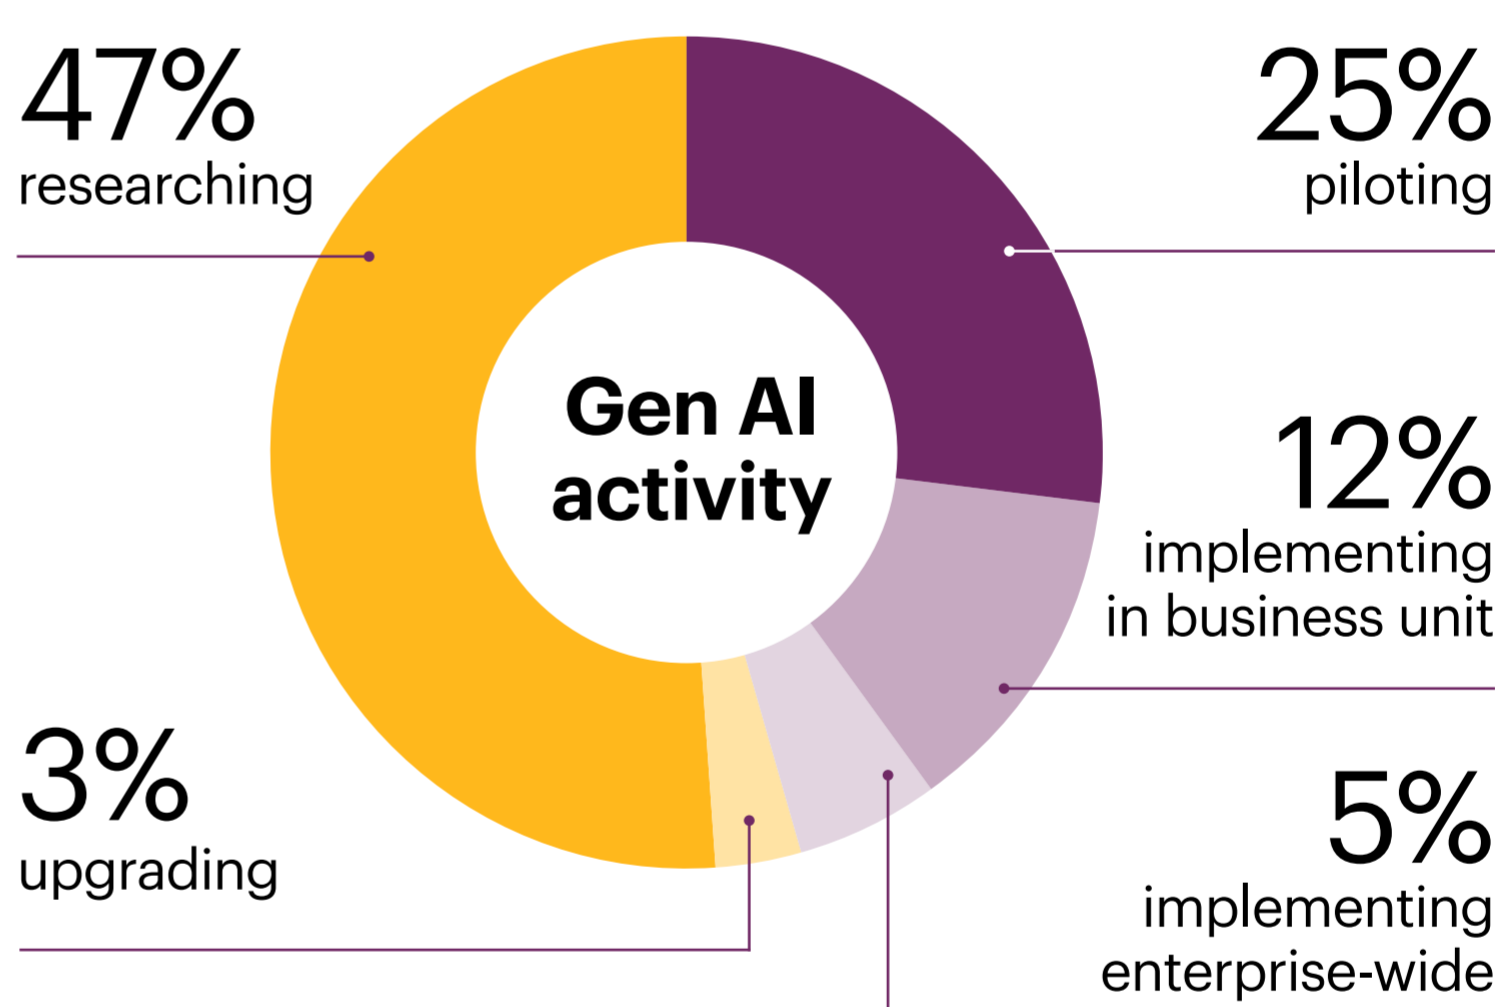 47%
researching
25%
piloting
Gen AI
activity
12%
implementing
in business unit
3%
upgrading
5%
implementing
enterprise-wide